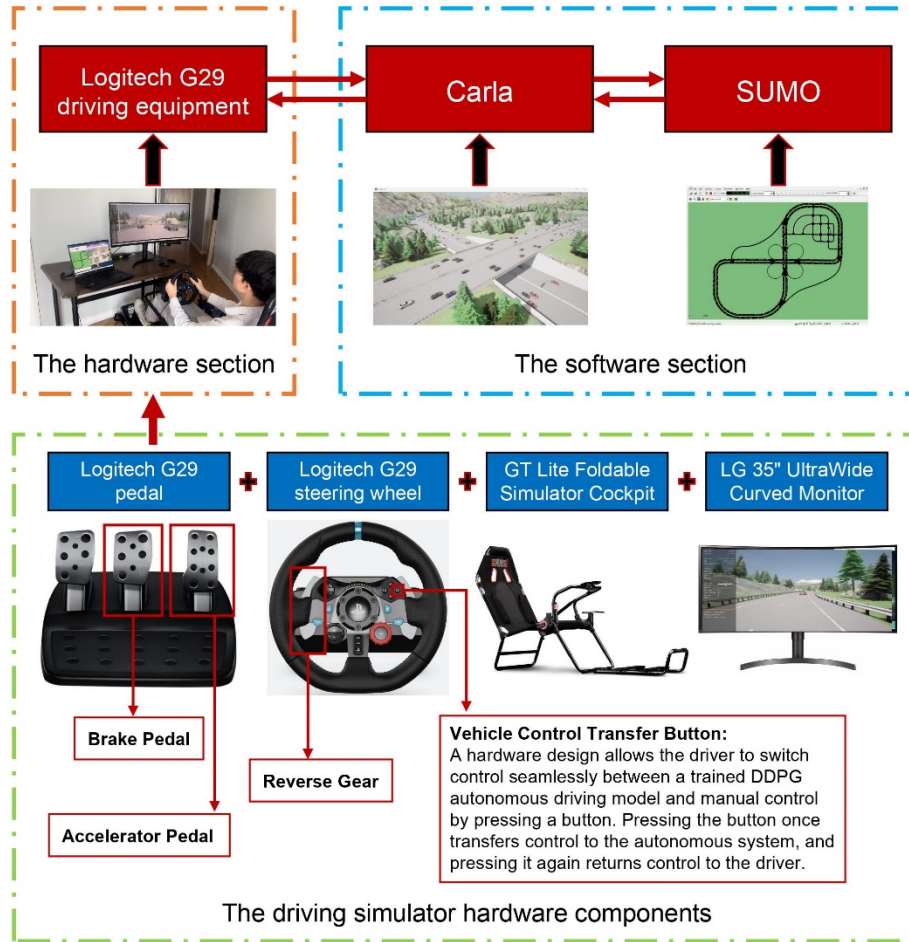 Logitech G29
driving equipment
Carla
SUMO
The hardware section
The software section
Logitech G29
pedal
Logitech G29
steering wheel
GT Lite Foldable
Simulator Cockpit
LG 35" UltraWide
Curved Monitor
Brake Pedal
Accelerator Pedal
Reverse Gear
Vehicle Control Transfer Button:
A hardware design allows the driver to switch
control seamlessly between a trained DDPG
autonomous driving model and manual control
by pressing a button. Pressing the button once
transfers control to the autonomous system, and
pressing it again returns control to the driver.
The driving simulator hardware components